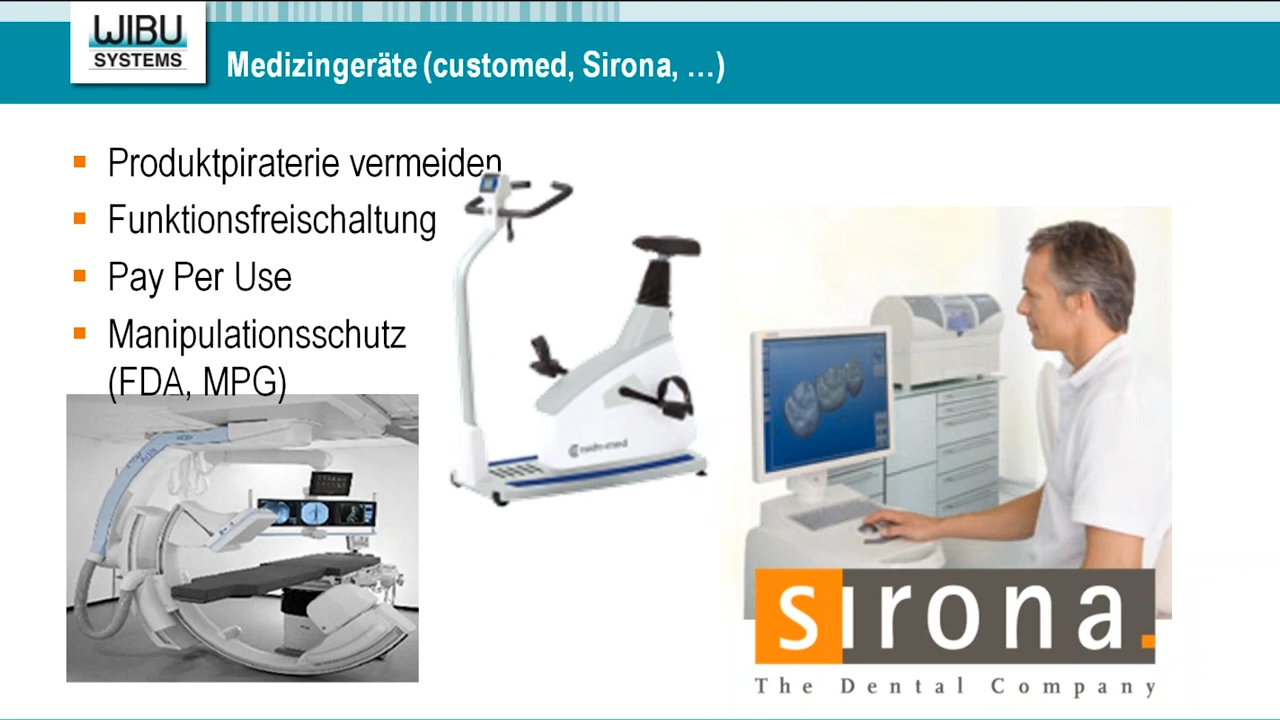 WIBU
SYSTEMS
Medizingeräte (customed, Sirona, …)
Produktpiraterie vermeiden
Funktionsfreischaltung
Pay Per Use
Manipulationsschutz
(FDA, MPG)
sirona.
The Dental Company